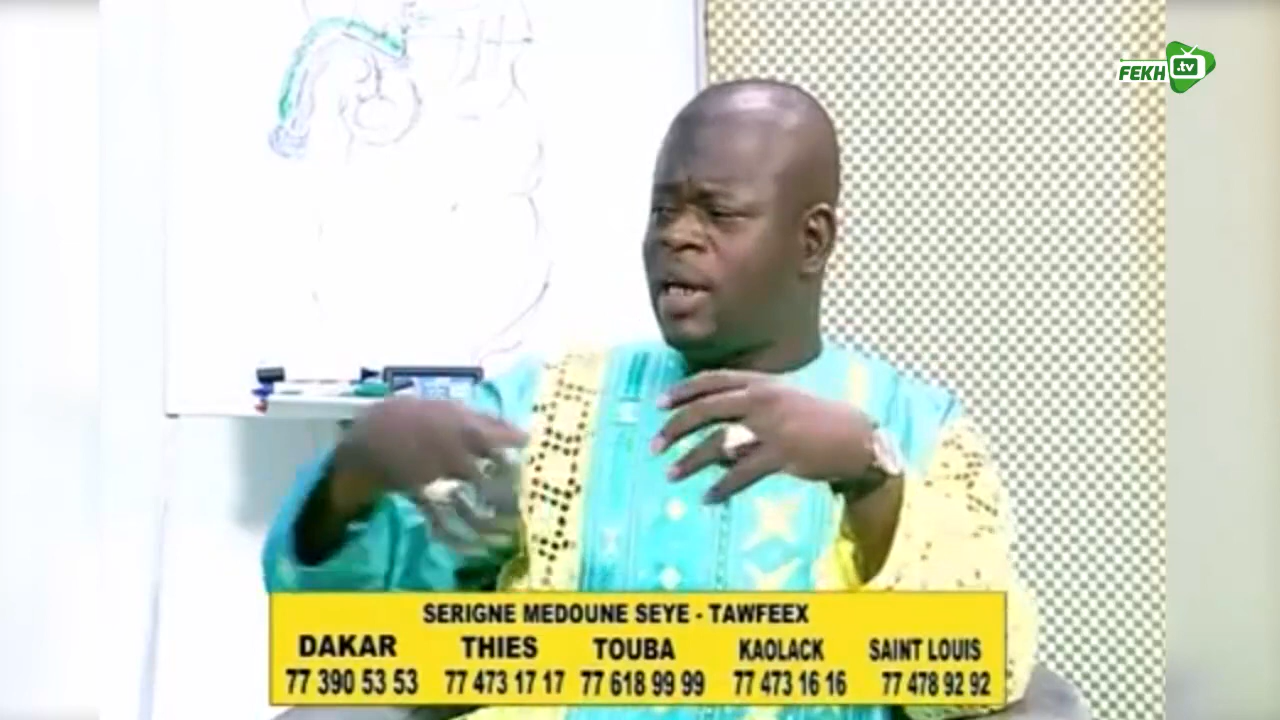 FEKH .tv
SERIGNE MEDOUNE SEYE - TAWFEEX
DAKAR THIES TOUBA KAOLACK SAINT LOUIS
77 390 53 53 77 473 17 17 77 618 99 99 77 473 16 16 77 478 92 92